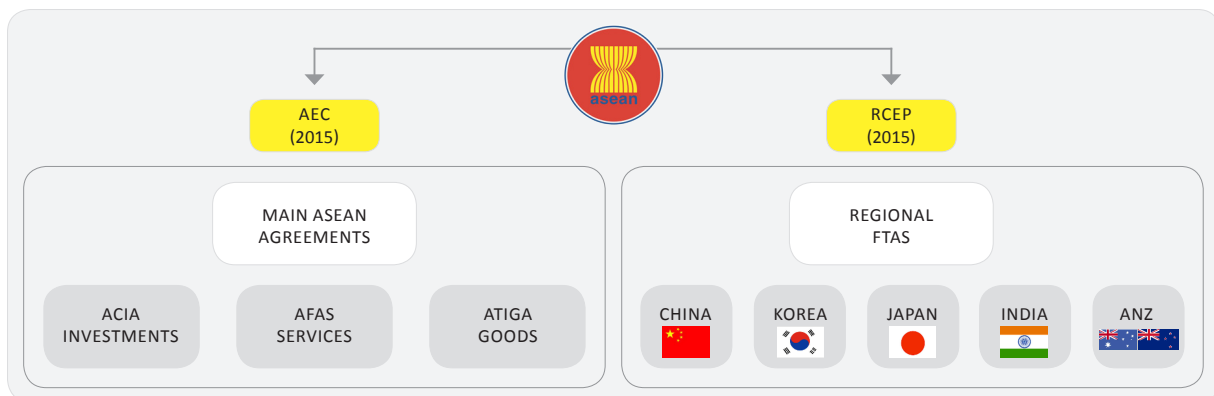 asean
AEC
(2015)
RCEP
(2015)
MAIN ASEAN
AGREEMENTS
REGIONAL
FTAS
ACIA
INVESTMENTS
AFAS
SERVICES
ATIGA
GOODS
CHINA
KOREA
JAPAN
INDIA
ANZ